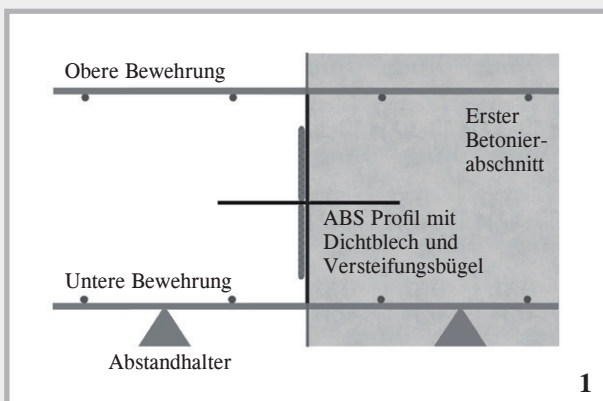 Obere Bewehrung
Erster
Betonier-
abschnitt
ABS Profil mit
Dichtblech und
Versteifungsbügel
Untere Bewehrung
Abstandhalter
1